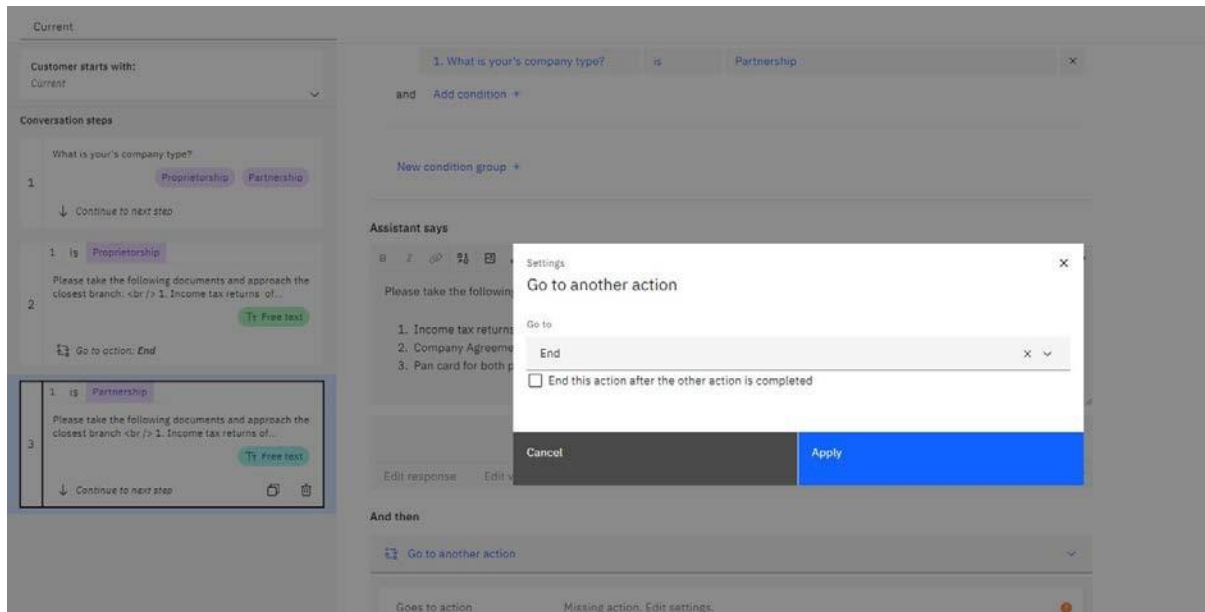 Current
Customer starts with:
Current
Conversation steps
1
What is your's company type?
Proprietorship Partnership
Continue to next step
2
1 is Proprietorship
Please take the following documents and approach the
closest branch: <br /> 1. Income tax returns of...
Free text
Go to action: End
3
1 is Partnership
Please take the following documents and approach the
closest branch <br /> 1. Income tax returns of...
Free text
Continue to next step
1. What is your's company type? is Partnership
and Add condition +
New condition group +
Assistant says
B I
Please take the following
1. Income tax returns
2. Company Agreeme
3. Pan card for both p
Edit response Edit v
And then
Go to another action
Goes to action Missing action. Edit settings.
Settings
Go to another action
Go to
End
End this action after the other action is completed
Cancel Apply